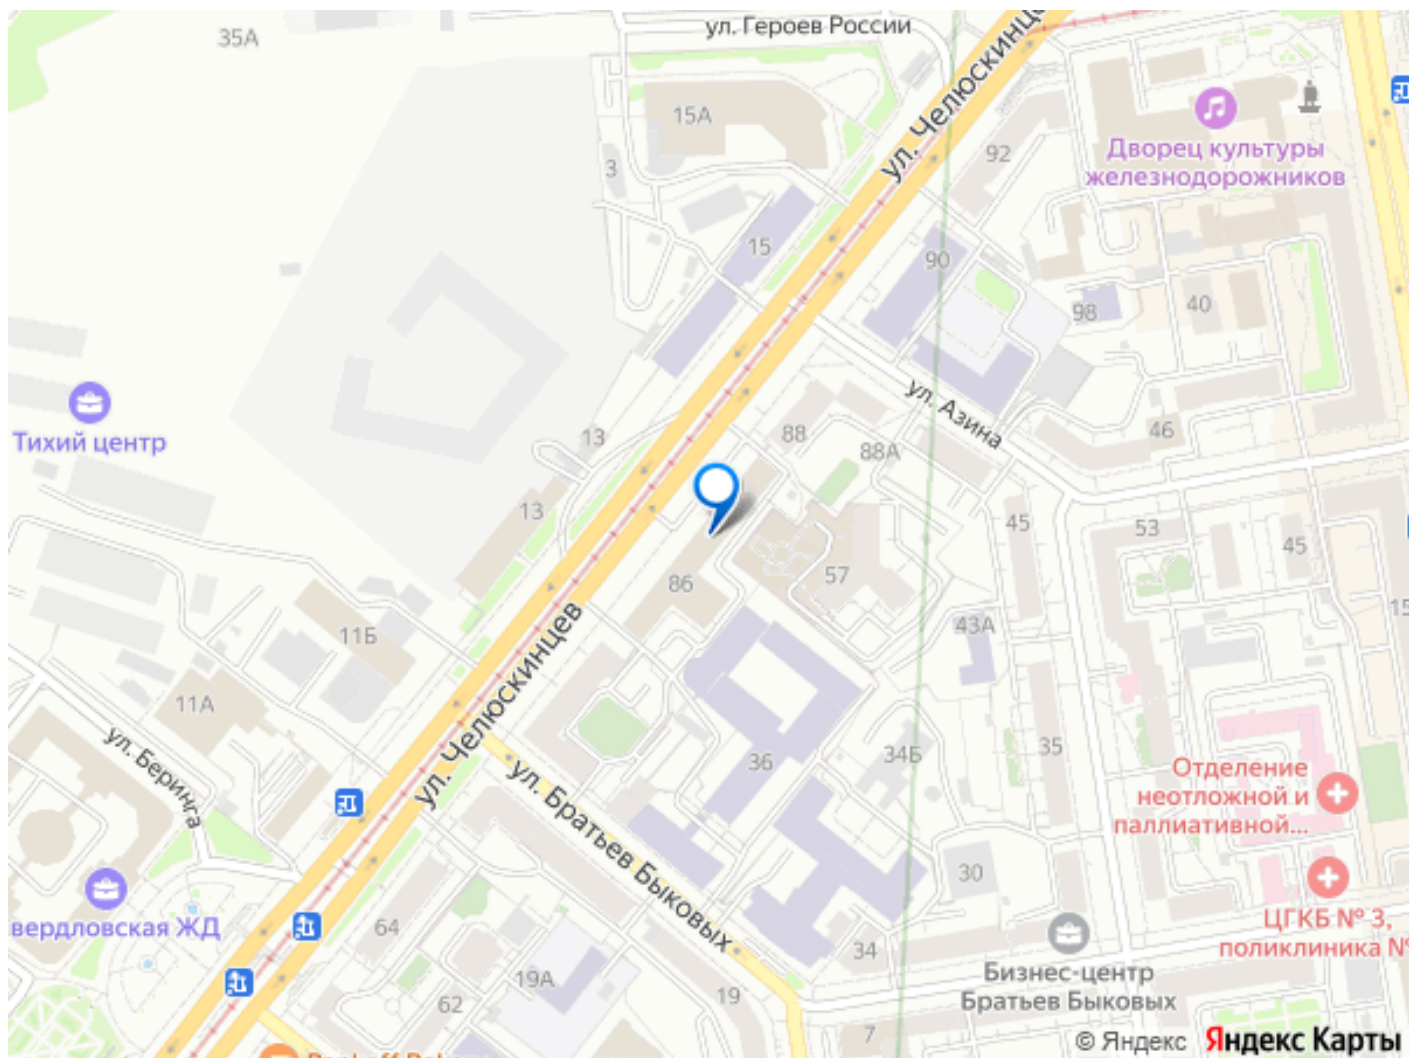 ул. Героев России
35А
ул. Челюскинцев
15А
92
Дворец культуры
железнодорожников
3
15
90
98
40
ул. Азина
Тихий центр
13
88
88А
46
13
45
53
45
86
57
15
11Б
43А
11А
ул. Челюскинцев
ул. Беринга
36
34Б
35
Отделение
неотложной и
паллиативной...
ул. Братьев Быковых
30
ЦГКБ № 3,
поликлиника №
вердловская ЖД
64
34
Бизнес-центр
Братьев Быковых
19А
62
19
7
© Яндекс Яндекс Карты